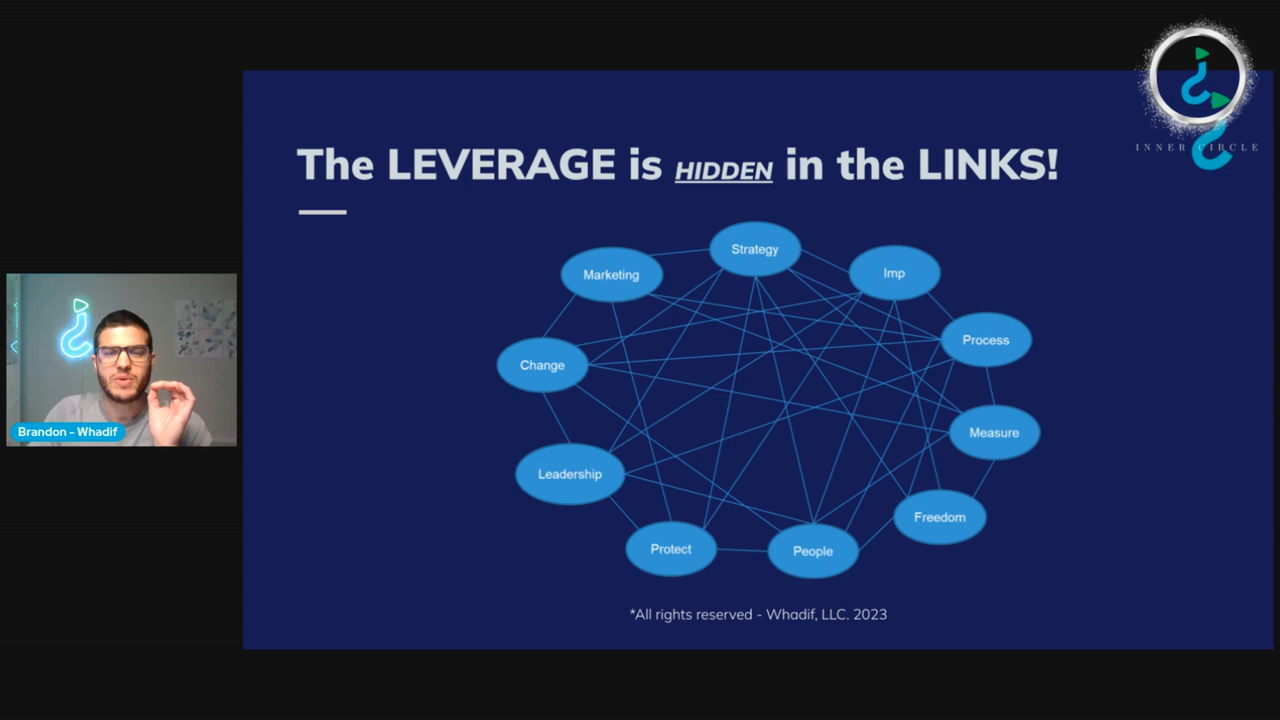 INNER CIRCLE
The LEVERAGE is HIDDEN in the LINKS!
Strategy
Marketing
Imp
Process
Change
Measure
Leadership
Freedom
Protect
People
Brandon - Whadif
*All rights reserved - Whadif, LLC. 2023